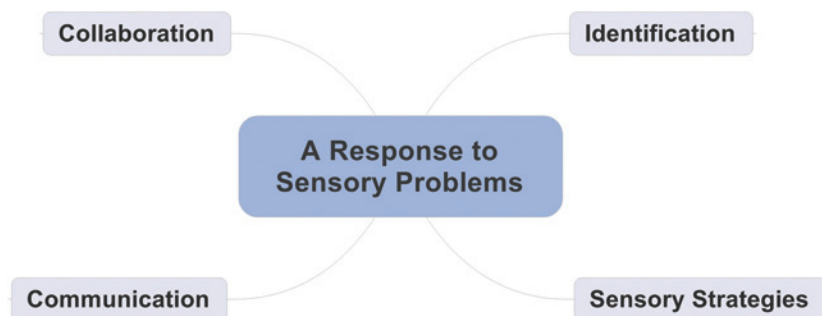 Collaboration
Identification
A Response to
Sensory Problems
Communication
Sensory Strategies